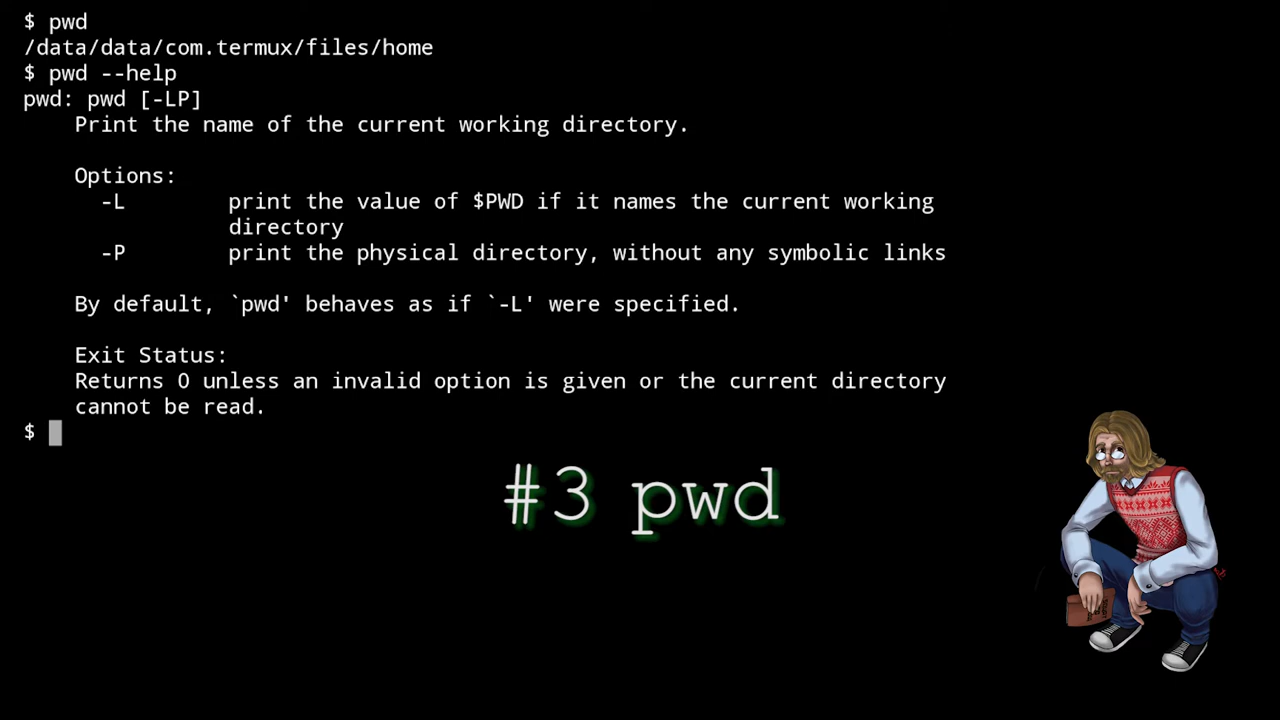 $ pwd
/data/data/com.termux/files/home
$ pwd --help
pwd: pwd [-LP]
    Print the name of the current working directory.

    Options:
      -L        print the value of $PWD if it names the current working
                directory
      -P        print the physical directory, without any symbolic links

    By default, `pwd' behaves as if `-L' were specified.

    Exit Status:
    Returns 0 unless an invalid option is given or the current directory
    cannot be read.
$
#3 pwd